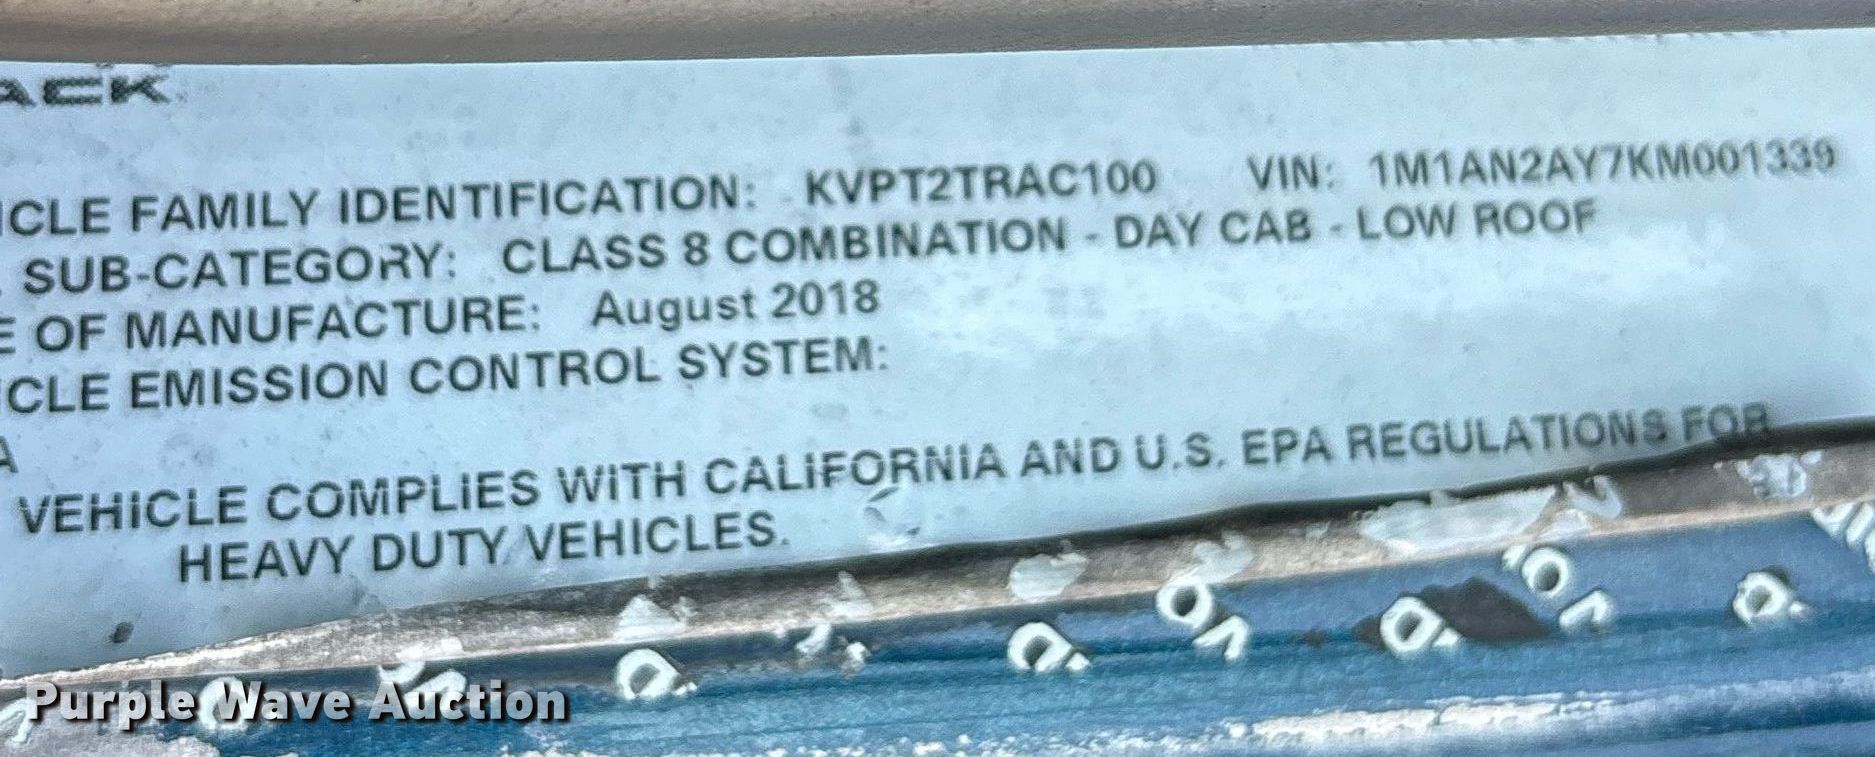 ACK
ICLE FAMILY IDENTIFICATION: KVPT2TRAC100 VIN: 1M1AN2AY7KM001339
SUB-CATEGORY: CLASS 8 COMBINATION - DAY CAB - LOW ROOF
E OF MANUFACTURE: August 2018
ICLE EMISSION CONTROL SYSTEM:
A
VEHICLE COMPLIES WITH CALIFORNIA AND U.S. EPA REGULATIONS FOR
HEAVY DUTY VEHICLES.
Purple Wave Auction